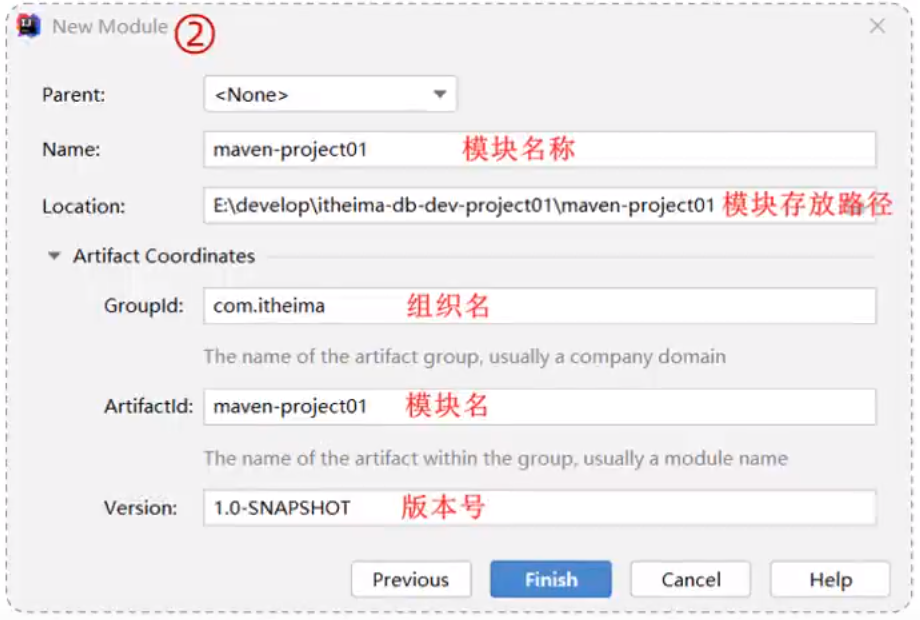 New Module ②
Parent: <None>
Name: maven-project01 模块名称
Location: E:\develop\itheima-db-dev-project01\maven-project01 模块存放路径
Artifact Coordinates
GroupId: com.itheima 组织名
The name of the artifact group, usually a company domain
ArtifactId: maven-project01 模块名
The name of the artifact within the group, usually a module name
Version: 1.0-SNAPSHOT 版本号
Previous Finish Cancel Help